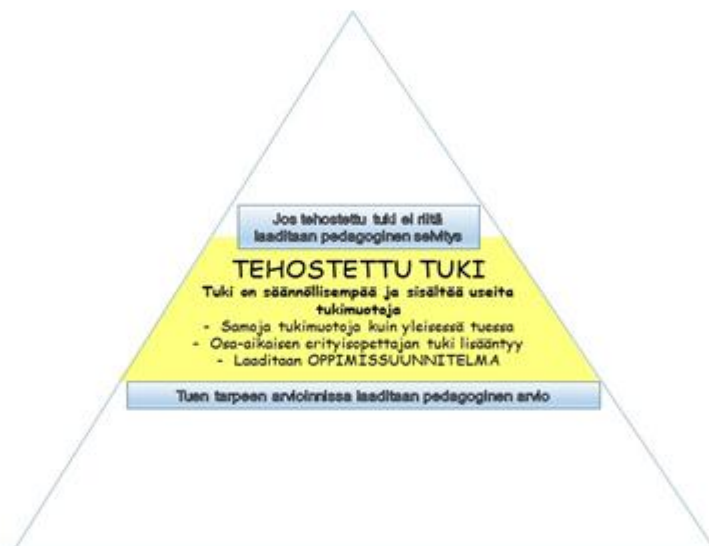 Jos tehostettu tuki ei riitä
laaditaan pedagoginen selvitys
TEHOSTETTU TUKI
Tuki on säännöllisempää ja sisältää useita
tukimuotoja
- Samoja tukimuotoja kuin yleisessä tuessa
- Osa-aikaisen erityisopettajan tuki lisääntyy
- Laaditaan OPPIMISSUUNNITELMA
Tuen tarpeen arvioinnissa laaditaan pedagoginen arvio